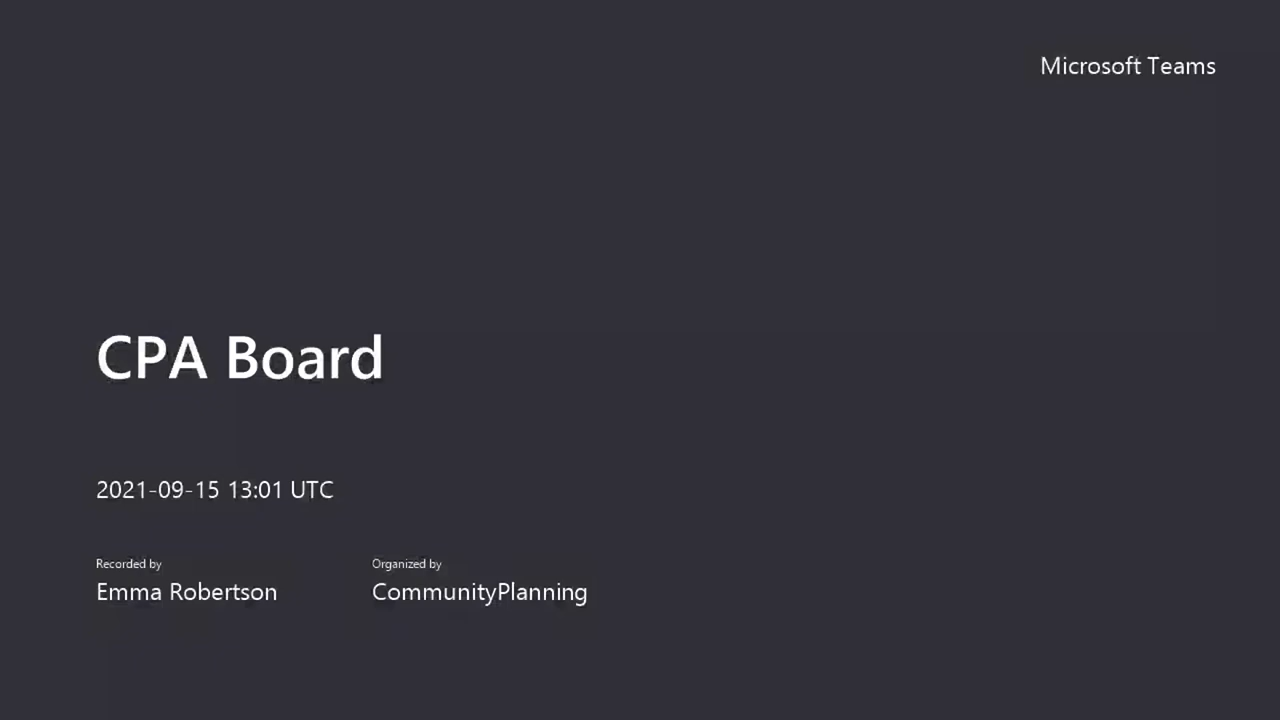 Microsoft Teams
CPA Board
2021-09-15 13:01 UTC
Recorded by
Emma Robertson
Organized by
CommunityPlanning